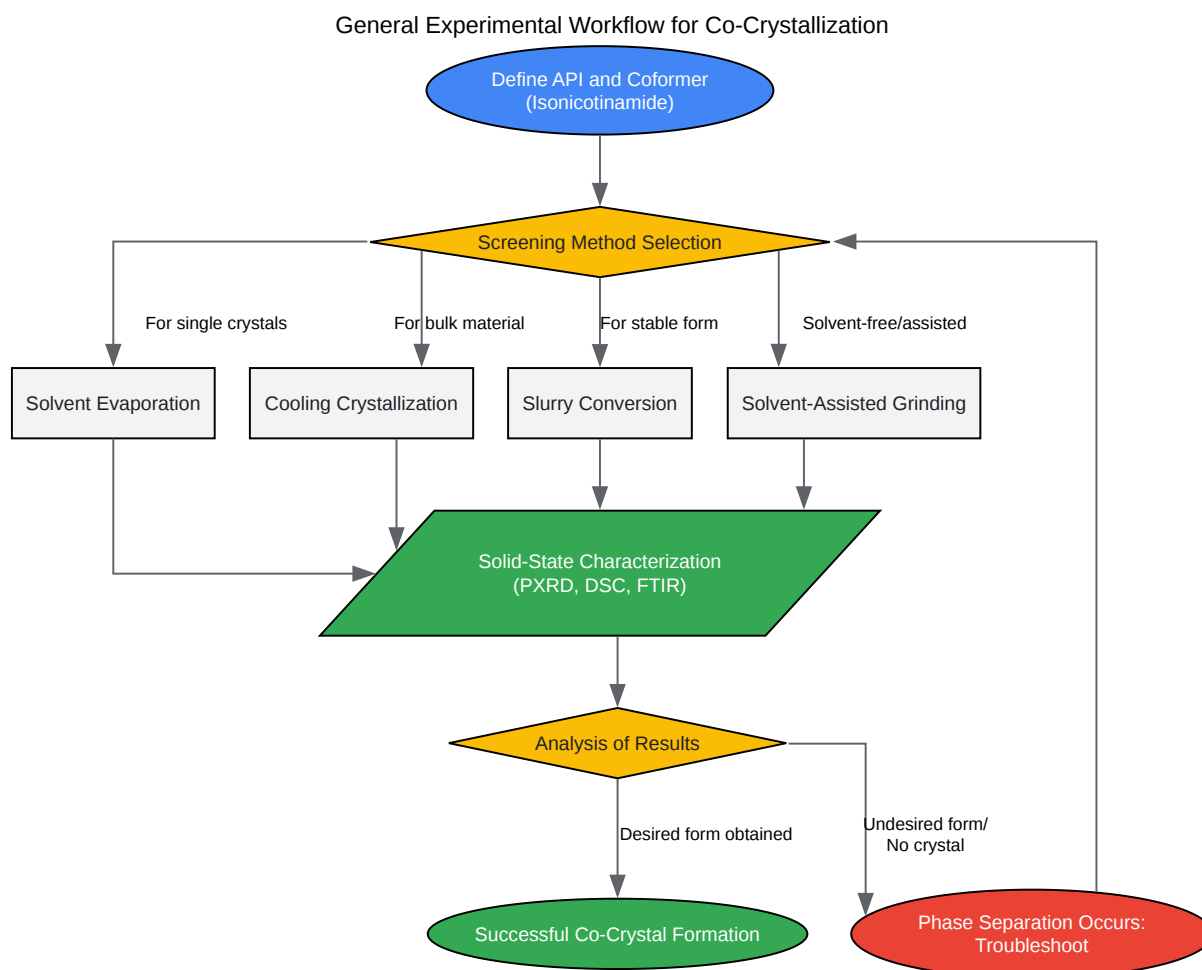 General Experimental Workflow for Co-Crystallization
Define API and Coformer
(Isonicotinamide)
Screening Method Selection
For single crystals
For bulk material
For stable form
Solvent-free/assisted
Solvent Evaporation
Cooling Crystallization
Slurry Conversion
Solvent-Assisted Grinding
Solid-State Characterization
(PXRD, DSC, FTIR)
Analysis of Results
Desired form obtained
Undesired form/
No crystal
Successful Co-Crystal Formation
Phase Separation Occurs:
Troubleshoot